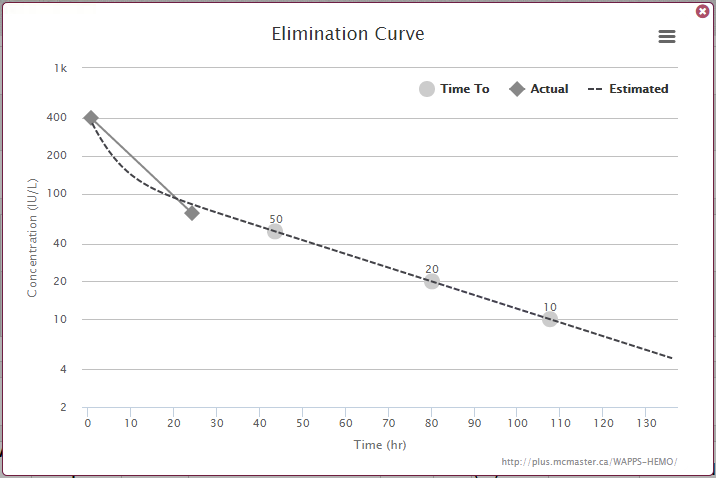 Elimination Curve
Time To Actual Estimated
Concentration (IU/L)
1k
400
200
100
40
20
10
4
2
50
20
10
0 10 20 30 40 50 60 70 80 90 100 110 120 130
Time (hr)
http://plus.mcmaster.ca/WAPPS-HEMO/